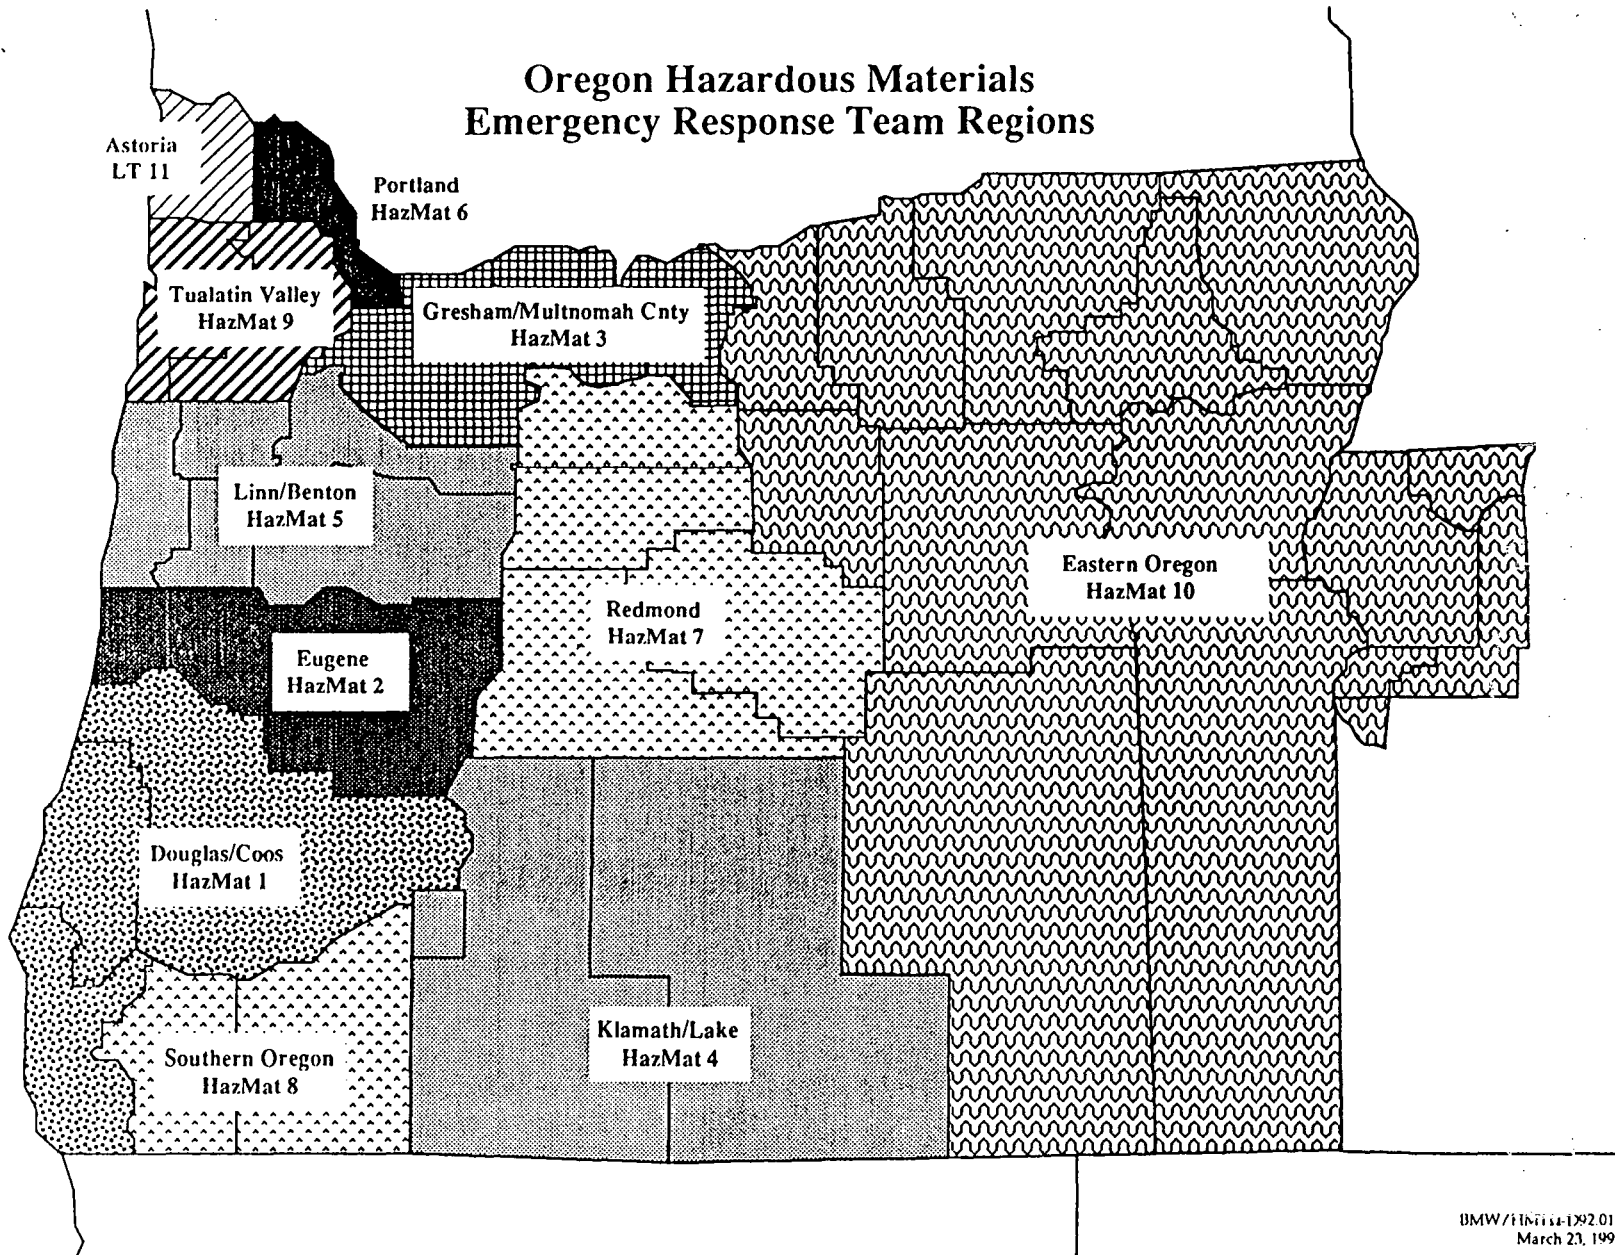 Oregon Hazardous Materials
Emergency Response Team Regions
Astoria
LT 11
Portland
HazMat 6
Tualatin Valley
HazMat 9
Gresham/Multnomah Cnty
HazMat 3
Linn/Benton
HazMat 5
Eastern Oregon
HazMat 10
Redmond
HazMat 7
Eugene
HazMat 2
Douglas/Coos
HazMat 1
Klamath/Lake
HazMat 4
Southern Oregon
HazMat 8
March 23, 199